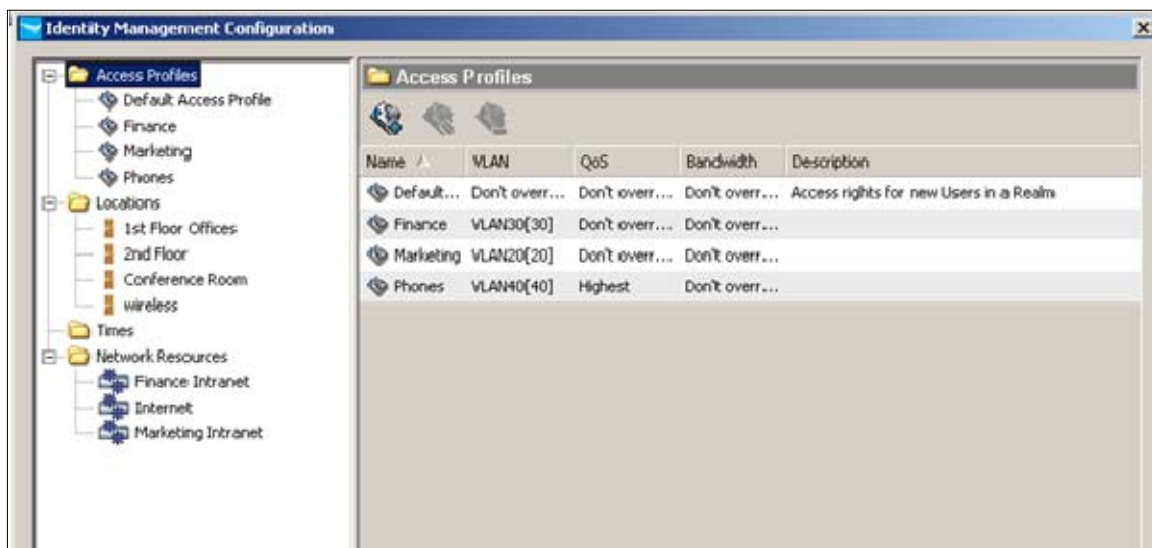 Identity Management Configuration
Access Profiles
Default Access Profile
Finance
Marketing
Phones
Locations
1st Floor Offices
2nd Floor
Conference Room
wireless
Times
Network Resources
Finance Intranet
Internet
Marketing Intranet
Access Profiles
Name VLAN QoS Bandwidth Description
Default... Don't overr... Don't overr... Don't overr... Access rights for new Users in a Realm
Finance VLAN30[30] Don't overr... Don't overr...
Marketing VLAN20[20] Don't overr... Don't overr...
Phones VLAN40[40] Highest Don't overr...